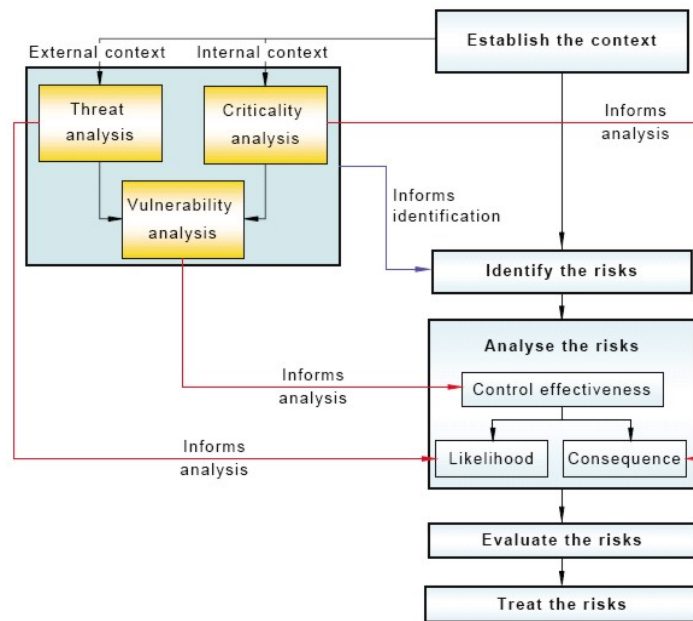 Establish the context
External context
Internal context
Threat
analysis
Criticality
analysis
Informs
analysis
Vulnerability
analysis
Informs
identification
Identify the risks
Analyse the risks
Informs
analysis
Control effectiveness
Informs
analysis
Likelihood
Consequence
Evaluate the risks
Treat the risks